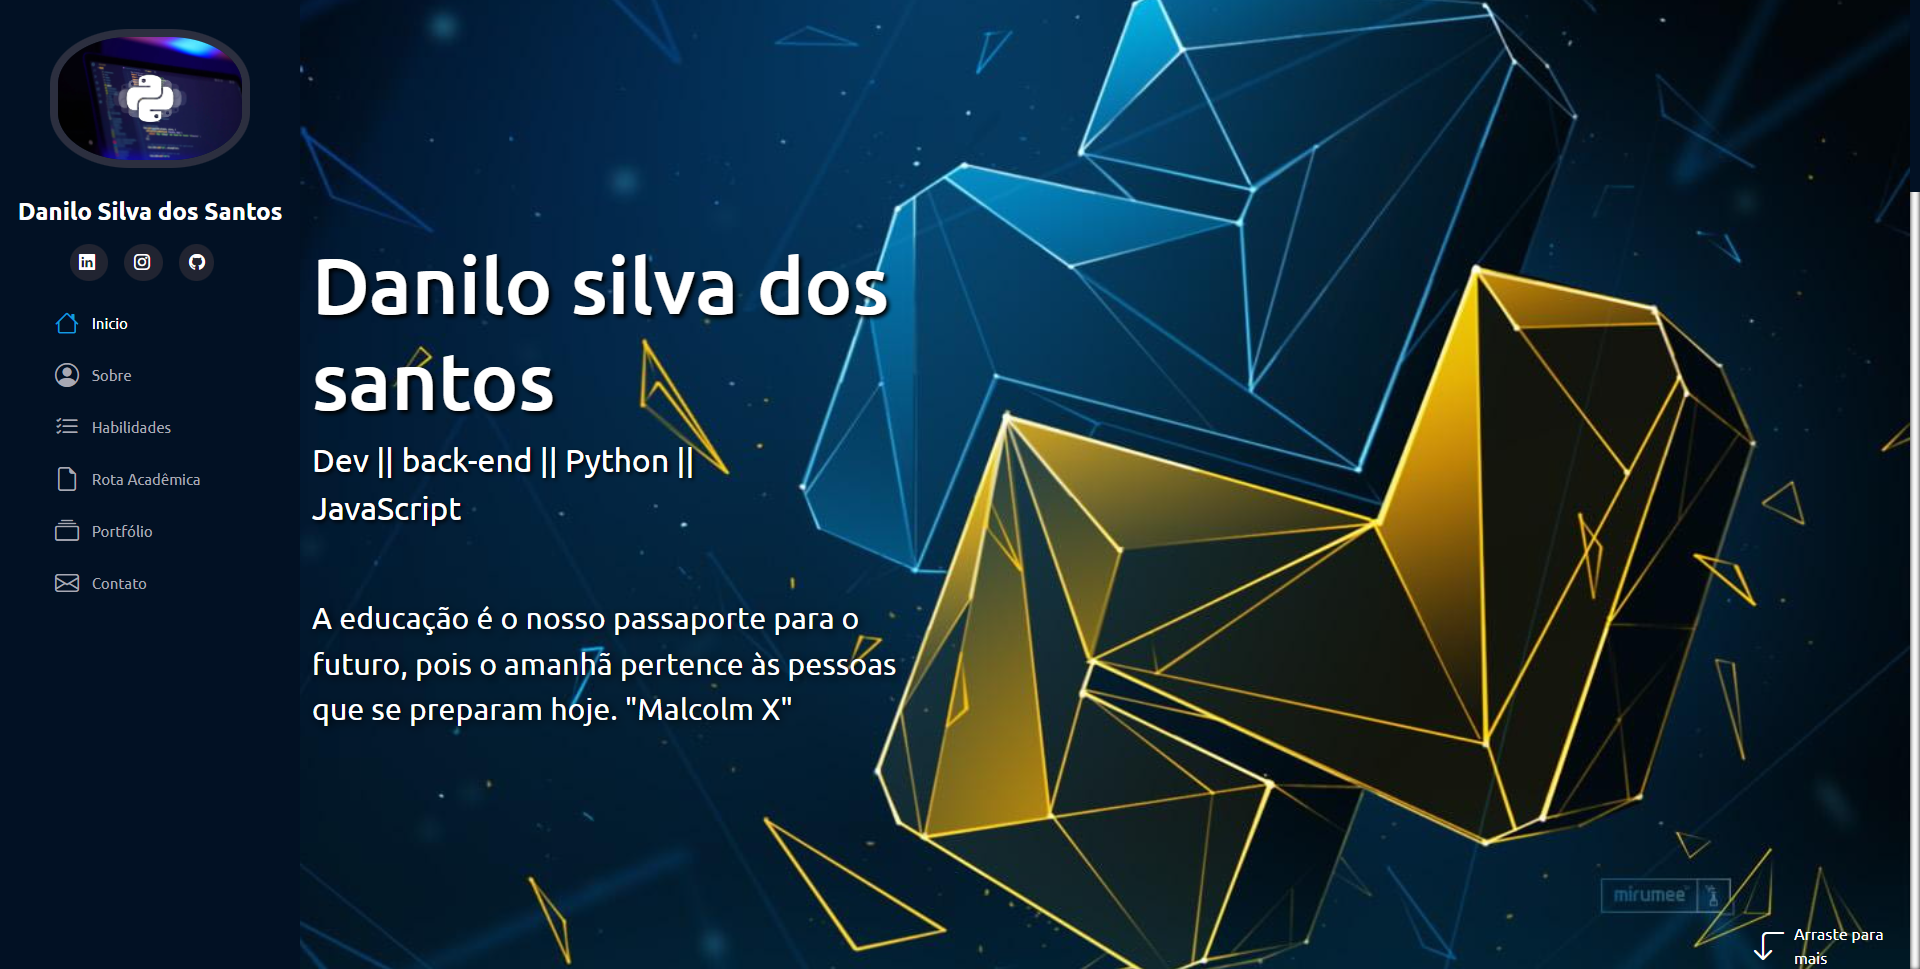 Danilo Silva dos Santos
Inicio
Sobre
Habilidades
Rota Acadêmica
Portfólio
Contato
Danilo silva dos
santos
Dev || back-end || Python ||
JavaScript
A educação é o nosso passaporte para o
futuro, pois o amanhã pertence às pessoas
que se preparam hoje. "Malcolm X"
mirumee
Arraste para
mais